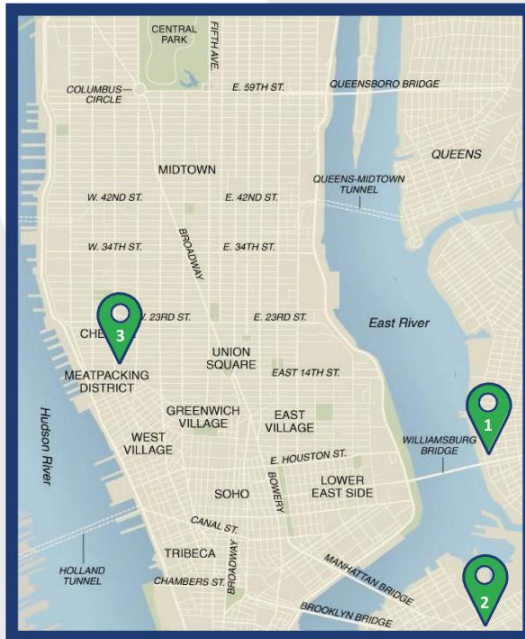 CENTRAL
PARK
FIFTH AVE.
COLUMBUS
CIRCLE
E. 59TH ST.
QUEENSBORO BRIDGE
MIDTOWN
QUEENS
QUEENS-MIDTOWN
TUNNEL
W. 42ND ST.
E. 42ND ST.
BROADWAY
W. 34TH ST.
E. 34TH ST.
3
23RD ST.
E. 23RD ST.
East River
UNION
SQUARE
MEATPACKING
DISTRICT
EAST 14TH ST.
Hudson River
GREENWICH
VILLAGE
EAST
VILLAGE
1
WEST
VILLAGE
WILLIAMSBURG
BRIDGE
E. HOUSTON ST.
BOWERY
LOWER
EAST SIDE
SOHO
CANAL ST.
TRIBECA
BROADWAY
HOLLAND
TUNNEL
CHAMBERS ST.
MANHATTAN BRIDGE
BROOKLYN BRIDGE
2